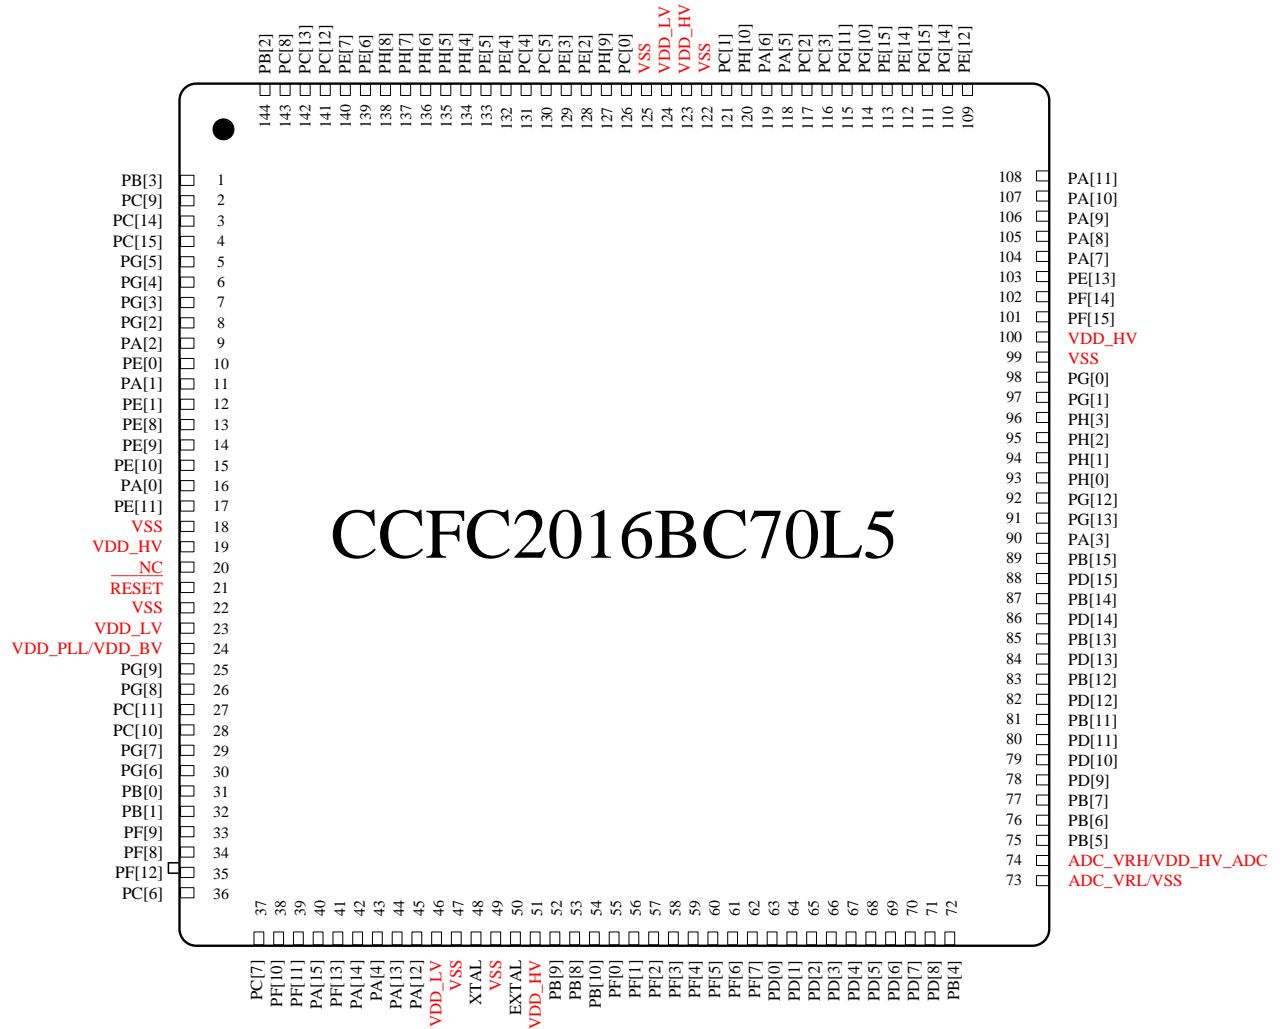 PB[2] PC[8] PC[13] PC[12] PE[7] PE[6] PH[8] PH[7] PH[6] PH[5] PH[4] PE[5] PE[4] PC[4] PC[5] PE[3] PE[2] PH[9] PC[0] VSS VDD_LV VDD_HV VSS PC[1] PH[10] PA[6] PA[5] PC[2] PC[3] PG[11] PG[10] PE[15] PE[14] PG[15] PG[14] PE[12]
144 143 142 141 140 139 138 137 136 135 134 133 132 131 130 129 128 127 126 125 124 123 122 121 120 119 118 117 116 115 114 113 112 111 110 109
PB[3] 1
PC[9] 2
PC[14] 3
PC[15] 4
PG[5] 5
PG[4] 6
PG[3] 7
PG[2] 8
PA[2] 9
PE[0] 10
PA[1] 11
PE[1] 12
PE[8] 13
PE[9] 14
PE[10] 15
PA[0] 16
PE[11] 17
VSS 18
VDD_HV 19
NC 20
RESET 21
VSS 22
VDD_LV 23
VDD_PLL/VDD_BV 24
PG[9] 25
PG[8] 26
PC[11] 27
PC[10] 28
PG[7] 29
PG[6] 30
PB[0] 31
PB[1] 32
PF[9] 33
PF[8] 34
PF[12] 35
PC[6] 36
CCFC2016BC70L5
108 PA[11]
107 PA[10]
106 PA[9]
105 PA[8]
104 PA[7]
103 PE[13]
102 PF[14]
101 PF[15]
100 VDD_HV
99 VSS
98 PG[0]
97 PG[1]
96 PH[3]
95 PH[2]
94 PH[1]
93 PH[0]
92 PG[12]
91 PG[13]
90 PA[3]
89 PB[15]
88 PD[15]
87 PB[14]
86 PD[14]
85 PB[13]
84 PD[13]
83 PB[12]
82 PD[12]
81 PB[11]
80 PD[11]
79 PD[10]
78 PD[9]
77 PB[7]
76 PB[6]
75 PB[5]
74 ADC_VRH/VDD_HV_ADC
73 ADC_VRL/VSS
37 38 39 40 41 42 43 44 45 46 47 48 49 50 51 52 53 54 55 56 57 58 59 60 61 62 63 64 65 66 67 68 69 70 71 72
PC[7] PF[10] PF[11] PA[15] PF[13] PA[14] PA[4] PA[13] PA[12] VDD_LV VSS XTAL VSS EXTAL VDD_HV PB[9] PB[8] PB[10] PF[0] PF[1] PF[2] PF[3] PF[4] PF[5] PF[6] PF[7] PD[0] PD[1] PD[2] PD[3] PD[4] PD[5] PD[6] PD[7] PD[8] PB[4]